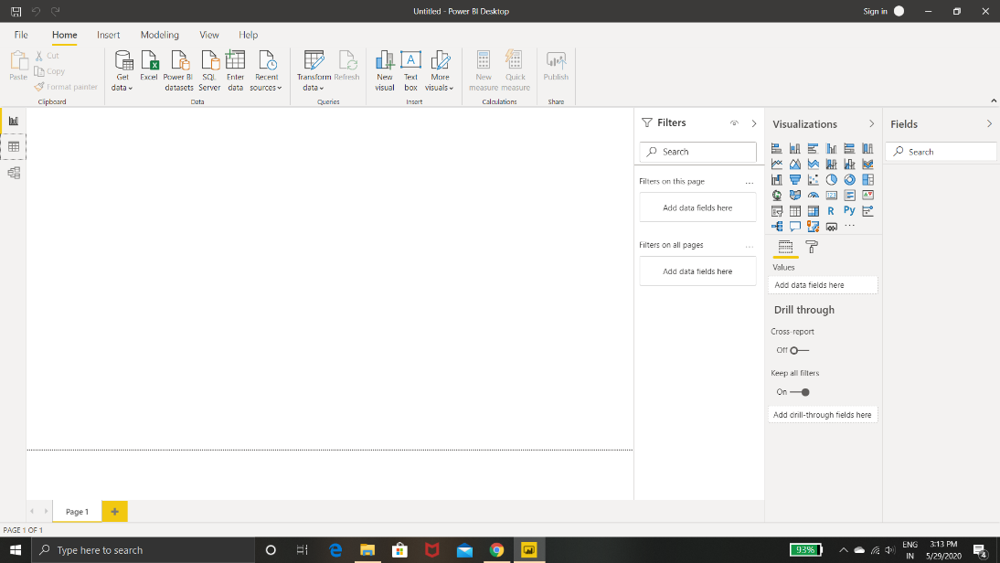 Untitled - Power BI Desktop
Sign in
File Home Insert Modeling View Help
Paste
Cut
Copy
Format painter
Clipboard
Get data
Excel
Power BI datasets
SQL Server
Enter data
Recent sources
Data
Transform data
Refresh
Queries
New visual
Text box
More visuals
Insert
New measure
Quick measure
Calculations
Publish
Share
Filters
Search
Filters on this page ...
Add data fields here
Filters on all pages ...
Add data fields here
Visualizations
123
R
Py
...
Values
Add data fields here
Drill through
Cross-report
Off
Keep all filters
On
Add drill-through fields here
Fields
Search
Page 1
+
PAGE 1 OF 1
Type here to search
93%
ENG
IN
3:13 PM
5/29/2020
4